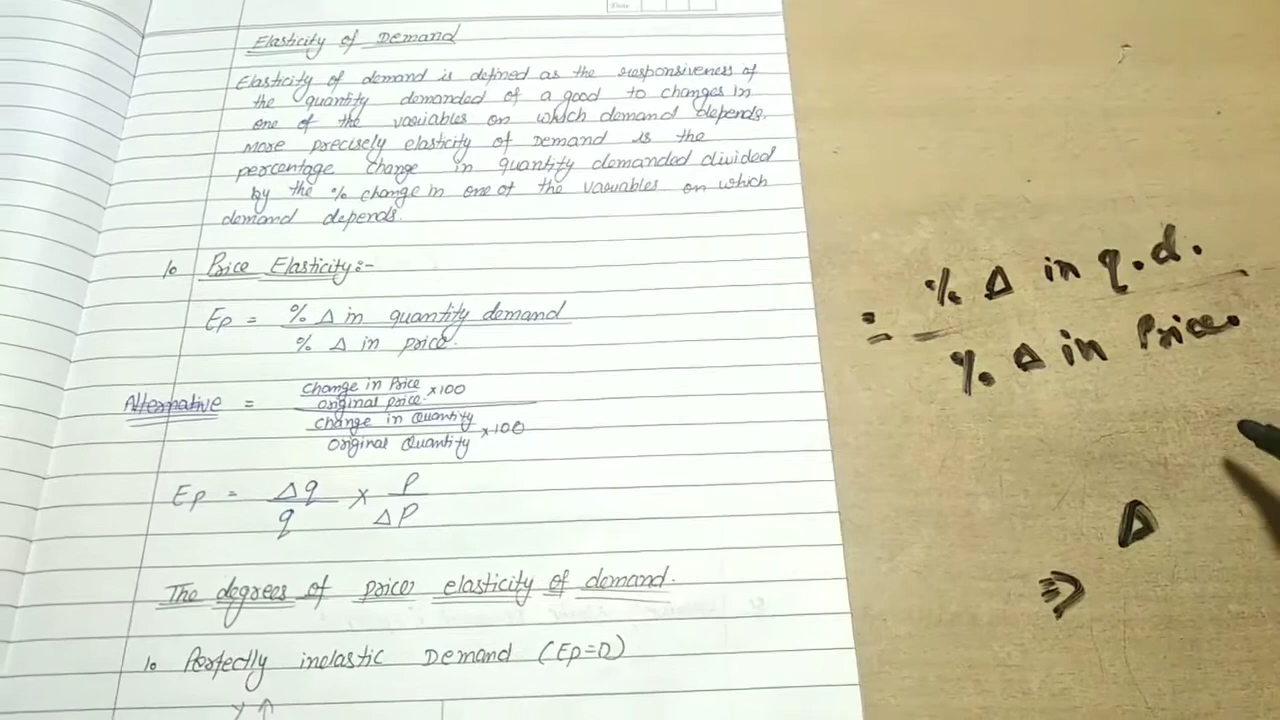 Date
Elasticity of Demand
Elasticity of demand is defined as the responsiveness of
the quantity demanded of a good to changes in
one of the variables on which demand depends.
more precisely elasticity of Demand is the
percentage change in quantity demanded divided
by the % change in one of the variables on which
demand depends.
1. Price Elasticity:-
Ep = % Δ in quantity demand
% Δ in price.
Alternative = change in Price ×100
original price.
change in Quantity ×100
original Quantity
Ep = Δq × P
q ΔP
The degrees of price elasticity of demand.
1. Perfectly inelastic Demand (Ep=0)
Y
= % Δ in q.d.
% Δ in Price.
Δ